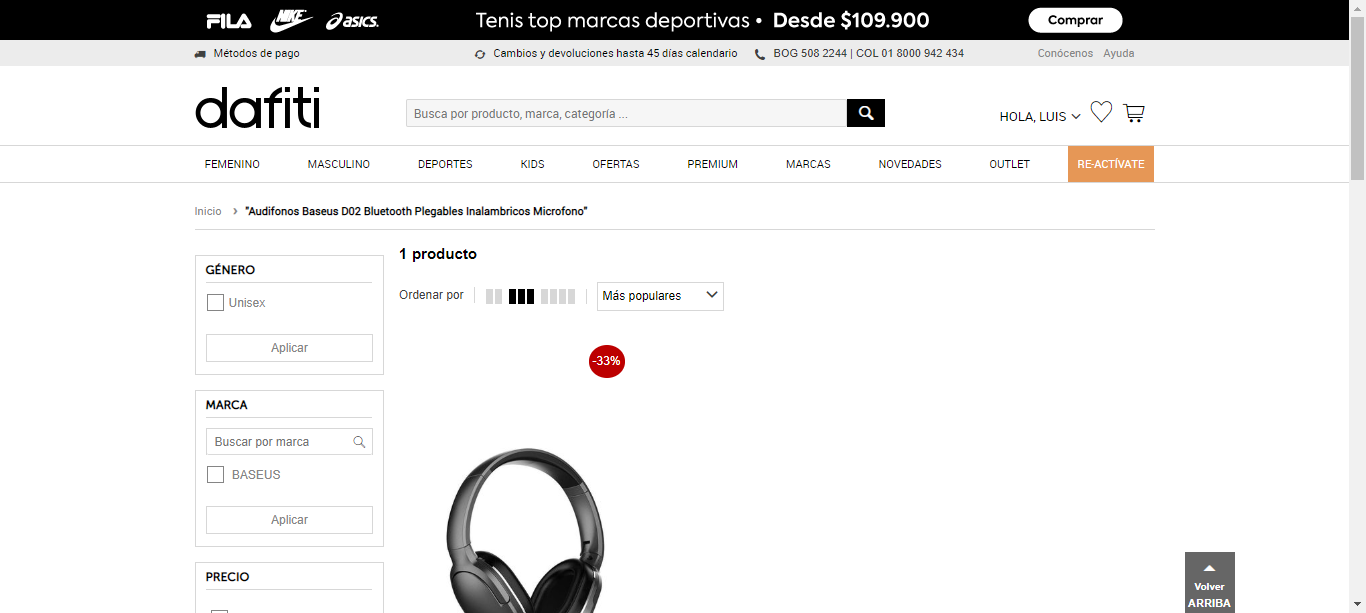 FILA NIKE asics. Tenis top marcas deportivas • Desde $109.900 Comprar
Métodos de pago Cambios y devoluciones hasta 45 días calendario BOG 508 2244 | COL 01 8000 942 434 Conócenos Ayuda
dafiti
Busca por producto, marca, categoría ...
HOLA, LUIS
FEMENINO MASCULINO DEPORTES KIDS OFERTAS PREMIUM MARCAS NOVEDADES OUTLET RE-ACTÍVATE
Inicio › "Audifonos Baseus D02 Bluetooth Plegables Inalambricos Microfono"
GÉNERO
Unisex
Aplicar
MARCA
Buscar por marca
BASEUS
Aplicar
PRECIO
1 producto
Ordenar por Más populares
-33%
Volver
ARRIBA